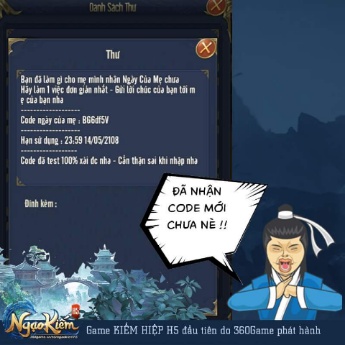 Danh Sách Thư
Thư
Bạn đã làm gì cho mẹ mình nhân Ngày Của Mẹ chưa
Hãy làm 1 việc đơn giản nhất - Gửi lời chúc của bạn tới m
ẹ của bạn nha
--------------------
Code ngày của mẹ : BG6df5V
--------------------
Hạn sử dụng : 23:59 14/05/2108
--------------------
Code đã test 100% xài dc nha - Cẩn thận sai khi nhập nha
Đính kèm :
ĐÃ NHẬN
CODE MỚI
CHƯA NÈ !!
Ngạo Kiếm
Game KIẾM HIỆP H5 đầu tiên do 360Game phát hành